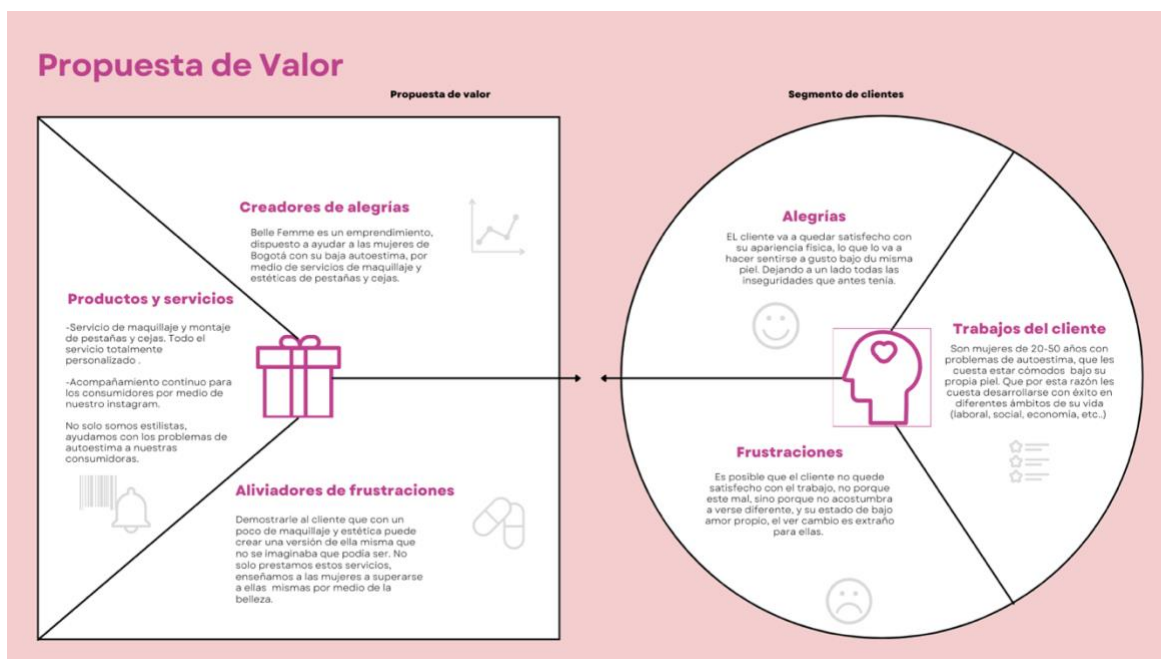 Propuesta de Valor
Propuesta de valor
Creadores de alegrías
Belle Femme es un emprendimiento,
dispuesto a ayudar a las mujeres de
Bogotá con su baja autoestima, por
medio de servicios de maquillaje y
estéticas de pestañas y cejas.
Productos y servicios
-Servicio de maquillaje y montaje
de pestañas y cejas. Todo el
servicio totalmente
personalizado .
-Acompañamiento continuo para
los consumidores por medio de
nuestro instagram.
No solo somos estilistas,
ayudamos con los problemas de
autoestima a nuestras
consumidoras.
Aliviadores de frustraciones
Demostrarle al cliente que con un
poco de maquillaje y estética puede
crear una versión de ella misma que
no se imaginaba que podía ser. No
solo prestamos estos servicios,
enseñamos a las mujeres a superarse
a ellas mismas por medio de la
belleza.
Segmento de clientes
Alegrías
EL cliente va a quedar satisfecho con
su apariencia física, lo que lo va a
hacer sentirse a gusto bajo du misma
piel. Dejando a un lado todas las
inseguridades que antes tenía.
Trabajos del cliente
Son mujeres de 20-50 años con
problemas de autoestima, que les
cuesta estar cómodos bajo su
propia piel. Que por esta razón les
cuesta desarrollarse con éxito en
diferentes ámbitos de su vida
(laboral, social, economía, etc..)
Frustraciones
Es posible que el cliente no quede
satisfecho con el trabajo, no porque
este mal, sino porque no acostumbra
a verse diferente, y su estado de bajo
amor propio, el ver cambio es extraño
para ellas.